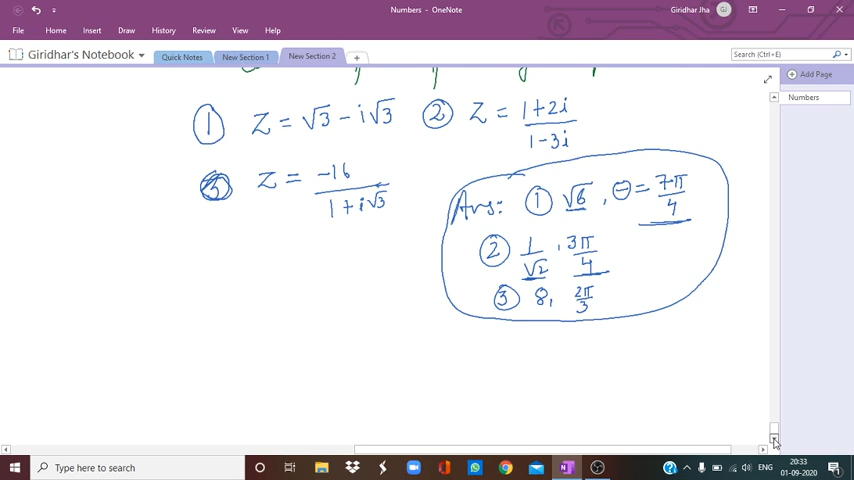 Numbers - OneNote
Giridhar Jha GJ
File Home Insert Draw History Review View Help
Giridhar's Notebook
Quick Notes New Section 1 New Section 2 +
Search (Ctrl+E)
Add Page
Numbers
① Z = √3 - i√3 ② Z = 1+2i / 1-3i
③ Z = -16 / 1+i√3
Ans: ① √6, θ = 7π/4
② 1/√2, 3π/4
③ 8, 2π/3
Type here to search
ENG
20:33
01-09-2020